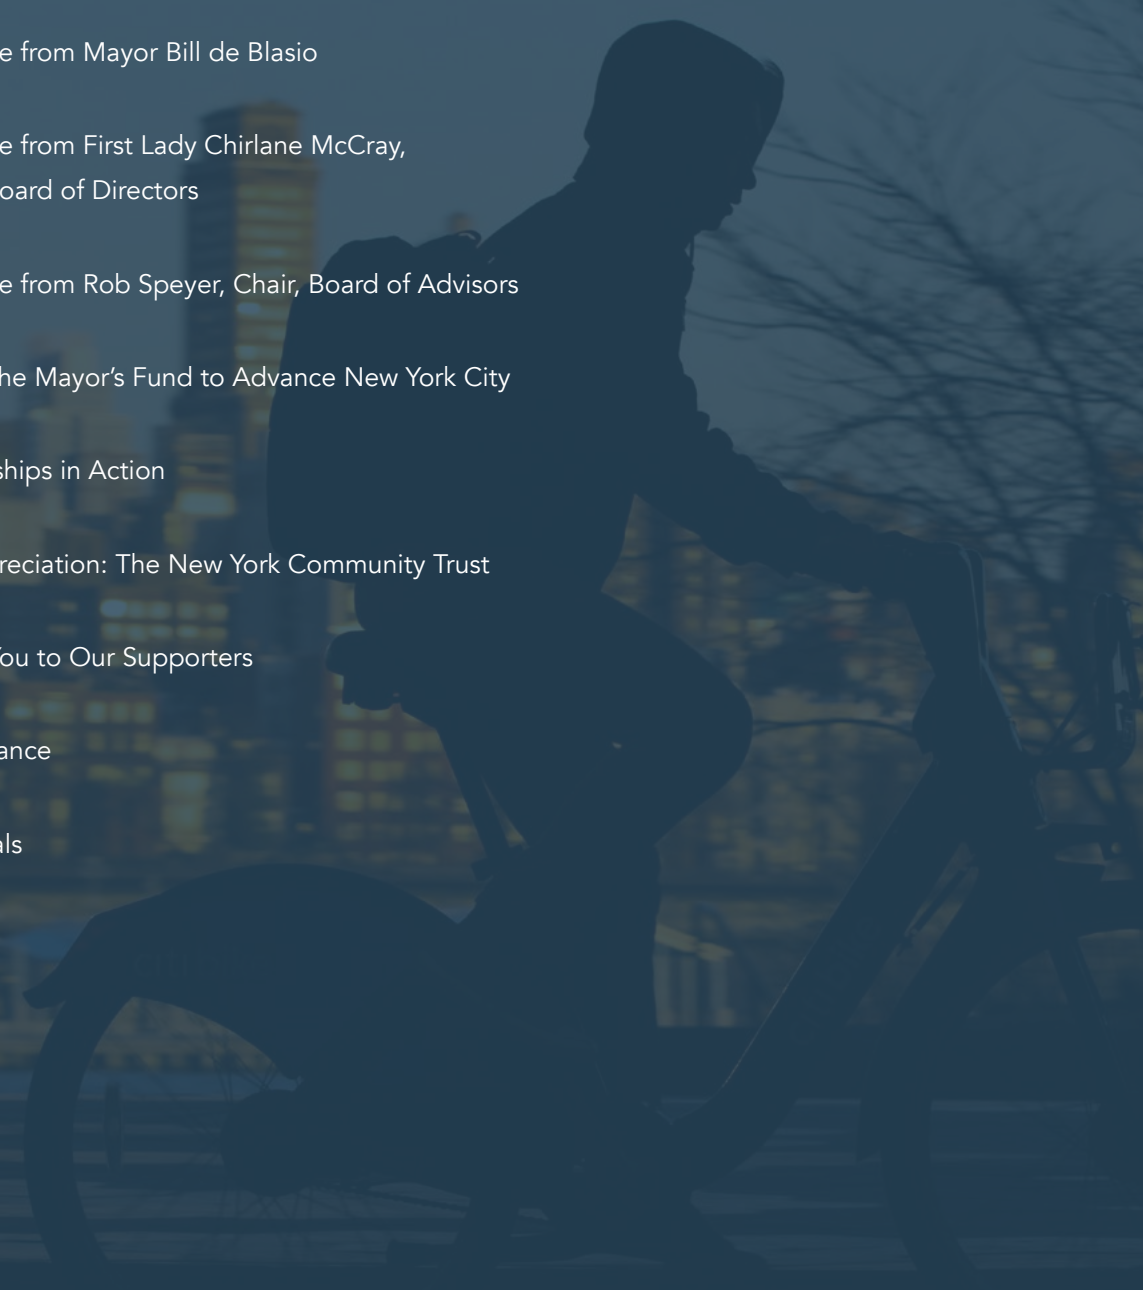 e from Mayor Bill de Blasio
e from First Lady Chirlane McCray,
oard of Directors
e from Rob Speyer, Chair, Board of Advisors
he Mayor’s Fund to Advance New York City
ships in Action
reciation: The New York Community Trust
You to Our Supporters
ance
als